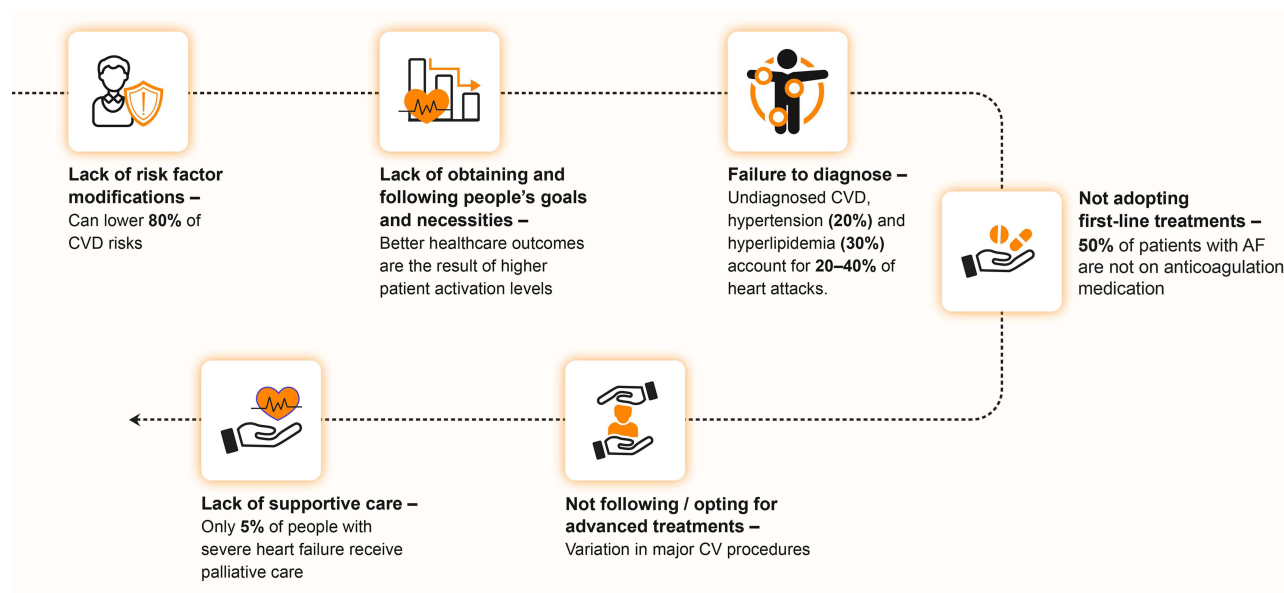 Lack of risk factor
modifications –
Can lower 80% of
CVD risks
Lack of obtaining and
following people's goals
and necessities –
Better healthcare outcomes
are the result of higher
patient activation levels
Failure to diagnose –
Undiagnosed CVD,
hypertension (20%) and
hyperlipidemia (30%)
account for 20–40% of
heart attacks.
Not adopting
first-line treatments –
50% of patients with AF
are not on anticoagulation
medication
Not following / opting for
advanced treatments –
Variation in major CV procedures
Lack of supportive care –
Only 5% of people with
severe heart failure receive
palliative care